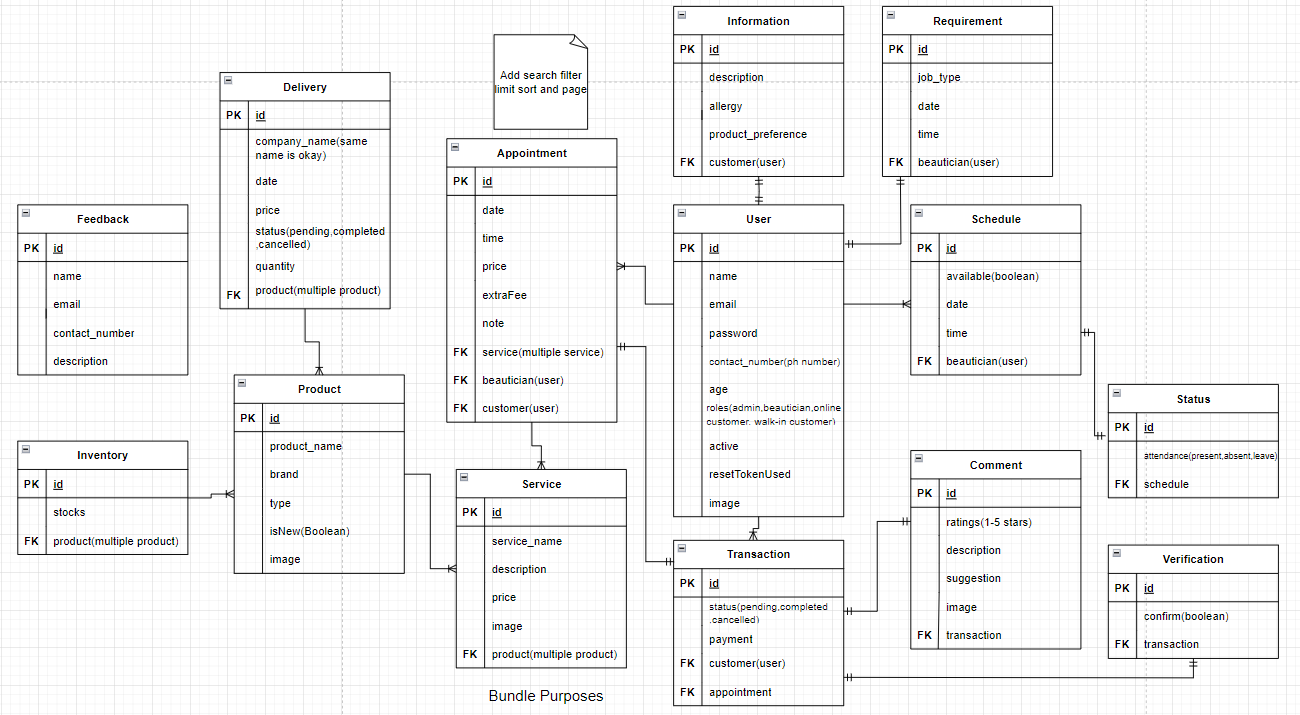 Information
PK id
description
allergy
product_preference
FK customer(user)
Requirement
PK id
job_type
date
time
FK beautician(user)
Add search filter
limit sort and page
Delivery
PK id
company_name(same
name is okay)
date
price
status(pending,completed
,cancelled)
quantity
FK product(multiple product)
Appointment
PK id
date
time
price
extraFee
note
FK service(multiple service)
FK beautician(user)
FK customer(user)
Feedback
PK id
name
email
contact_number
description
User
PK id
name
email
password
contact_number(ph number)
age
roles(admin,beautician,online
customer, walk-in customer)
active
resetTokenUsed
image
Schedule
PK id
available(boolean)
date
time
FK beautician(user)
Product
PK id
product_name
brand
type
isNew(Boolean)
image
Status
PK id
attendance(present,absent,leave)
FK schedule
Inventory
PK id
stocks
FK product(multiple product)
Service
PK id
service_name
description
price
image
FK product(multiple product)
Comment
PK id
ratings(1-5 stars)
description
suggestion
image
FK transaction
Transaction
PK id
status(pending,completed
,cancelled)
payment
FK customer(user)
FK appointment
Verification
PK id
confirm(boolean)
FK transaction
Bundle Purposes